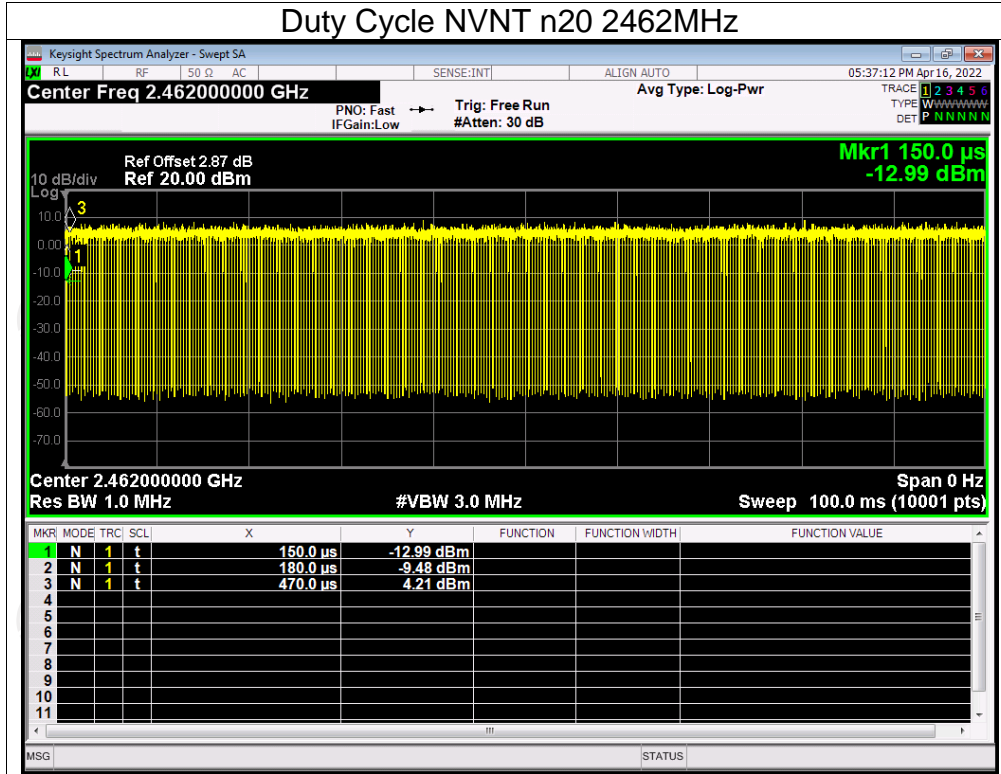 Duty Cycle NVNT n20 2462MHz
Keysight Spectrum Analyzer - Swept SA
LXI RL RF 50 Ω AC SENSE:INT ALIGN AUTO 05:37:12 PM Apr 16, 2022
Center Freq 2.462000000 GHz Avg Type: Log-Pwr TRACE 1 2 3 4 5 6
PNO: Fast Trig: Free Run TYPE WWWWWW
IFGain:Low #Atten: 30 dB DET P N N N N N
Mkr1 150.0 µs
Ref Offset 2.87 dB
10 dB/div Ref 20.00 dBm -12.99 dBm
Log
10.0
3
0.00
1
-10.0
-20.0
-30.0
-40.0
-50.0
-60.0
-70.0
Center 2.462000000 GHz Span 0 Hz
Res BW 1.0 MHz #VBW 3.0 MHz Sweep 100.0 ms (10001 pts)
MKR MODE TRC SCL X Y FUNCTION FUNCTION WIDTH FUNCTION VALUE
1 N 1 t 150.0 µs -12.99 dBm
2 N 1 t 180.0 µs -9.48 dBm
3 N 1 t 470.0 µs 4.21 dBm
4
5
6
7
8
9
10
11
MSG STATUS